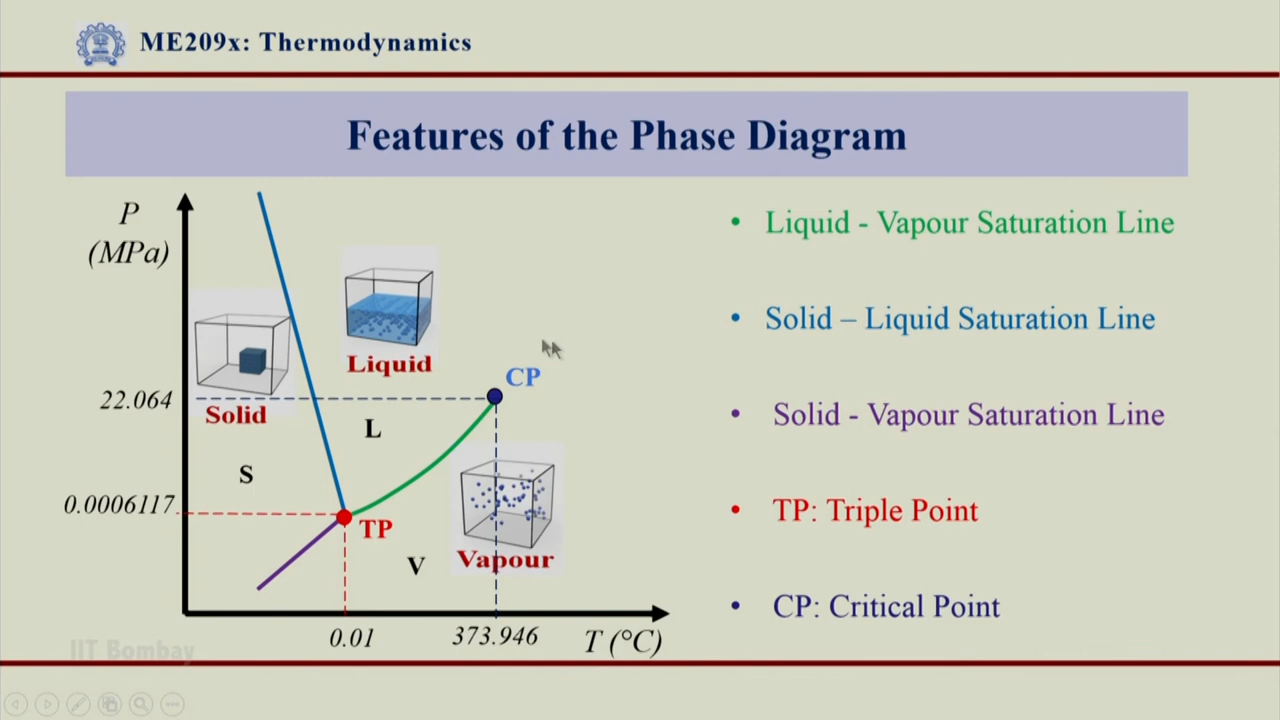 ME209x: Thermodynamics
Features of the Phase Diagram
P
(MPa)
22.064
0.0006117
Solid
S
Liquid
L
CP
TP
V
Vapour
0.01
373.946
T (°C)
• Liquid - Vapour Saturation Line
• Solid – Liquid Saturation Line
• Solid - Vapour Saturation Line
• TP: Triple Point
• CP: Critical Point
IIT Bombay